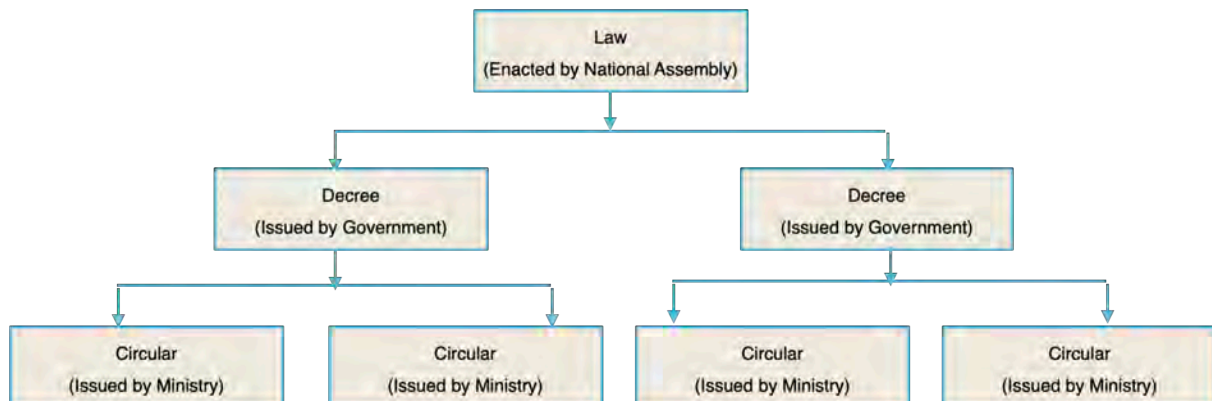 Law
(Enacted by National Assembly)
Decree
(Issued by Government)
Decree
(Issued by Government)
Circular
(Issued by Ministry)
Circular
(Issued by Ministry)
Circular
(Issued by Ministry)
Circular
(Issued by Ministry)